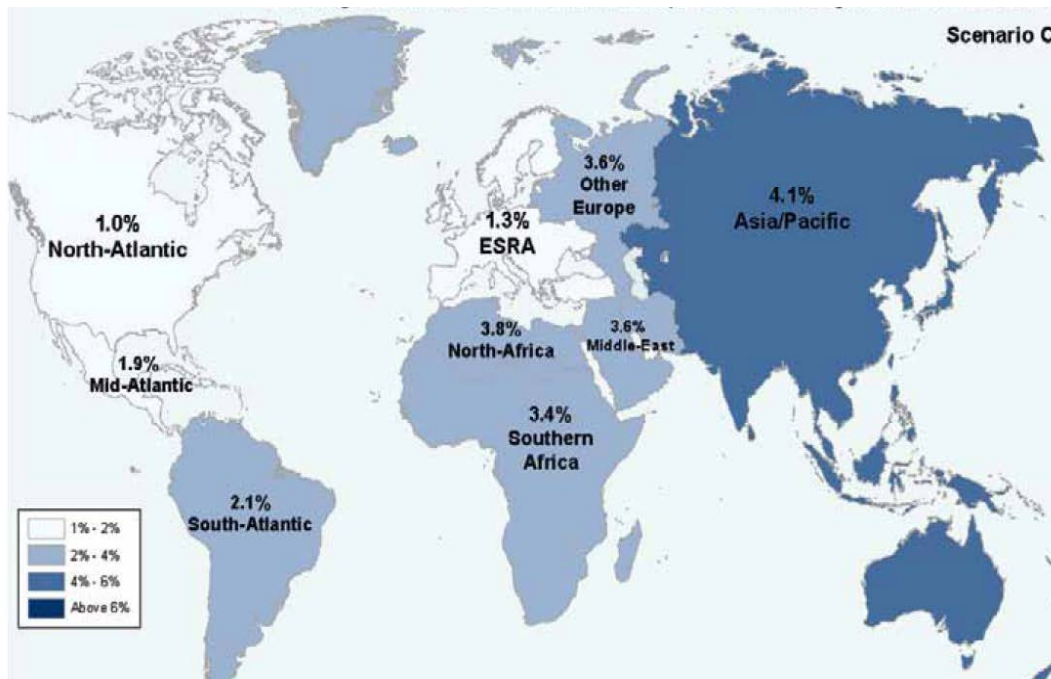 Scenario C
3.6%
Other
Europe
4.1%
Asia/Pacific
1.0%
North-Atlantic
1.3%
ESRA
3.8%
North-Africa
3.6%
Middle-East
1.9%
Mid-Atlantic
3.4%
Southern
Africa
2.1%
South-Atlantic
1% - 2%
2% - 4%
4% - 6%
Above 6%